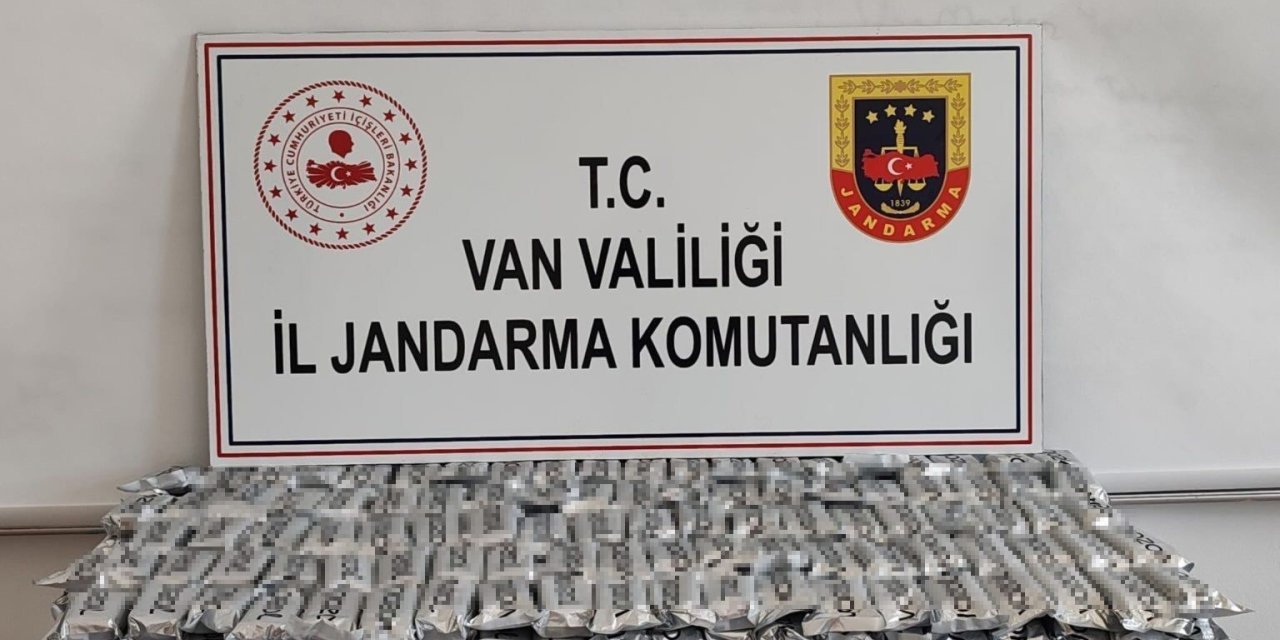 TÜRKİYE CUMHURİYETİ İÇİŞLERİ BAKANLIĞI
1839
JANDARMA
T.C.
VAN VALİLİĞİ
İL JANDARMA KOMUTANLIĞI